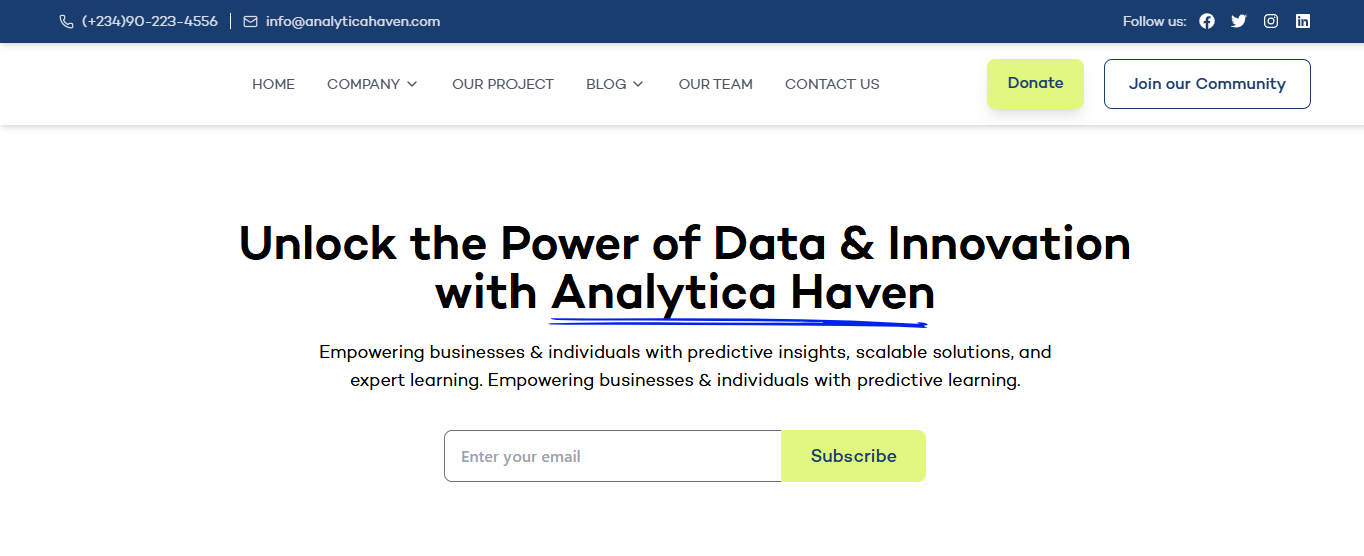 (+234)90-223-4556 | info@analyticahaven.com Follow us:
HOME COMPANY OUR PROJECT BLOG OUR TEAM CONTACT US Donate Join our Community
Unlock the Power of Data & Innovation
with Analytica Haven
Empowering businesses & individuals with predictive insights, scalable solutions, and
expert learning. Empowering businesses & individuals with predictive learning.
Enter your email Subscribe